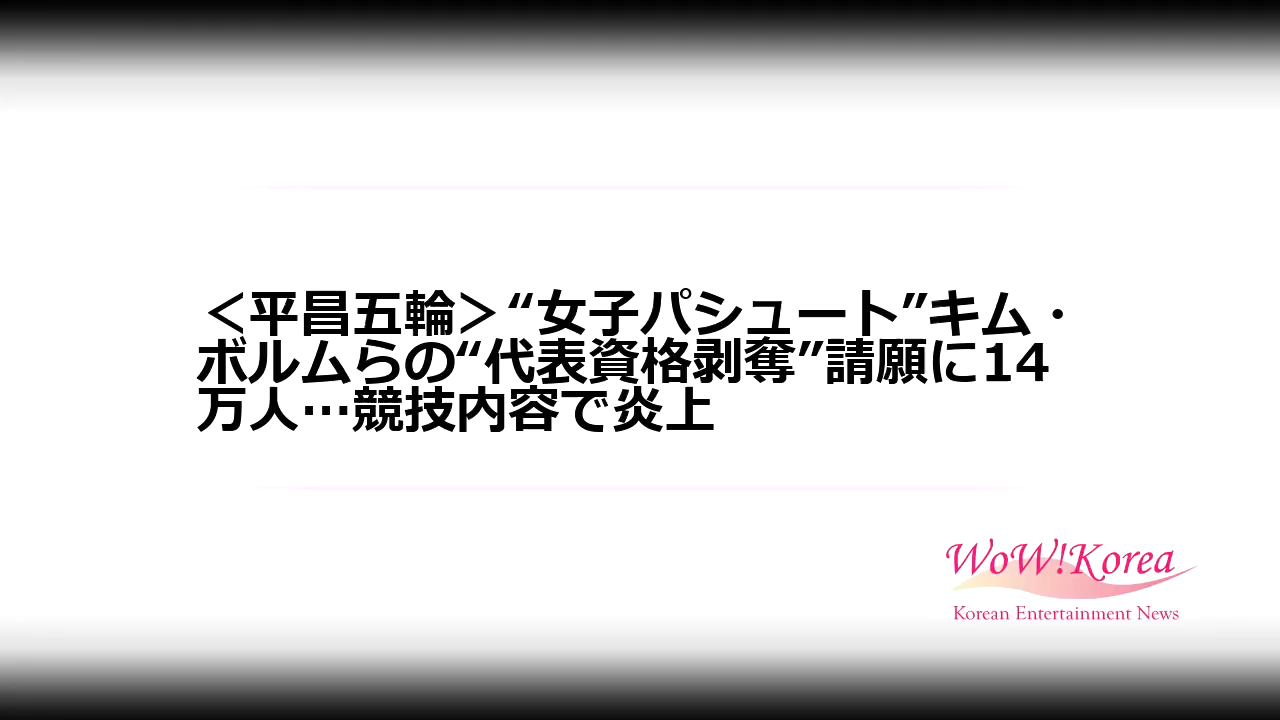 ＜平昌五輪＞“女子パシュート”キム・
ボルムらの“代表資格剥奪”請願に14
万人…競技内容で炎上
WoW!Korea
Korean Entertainment News